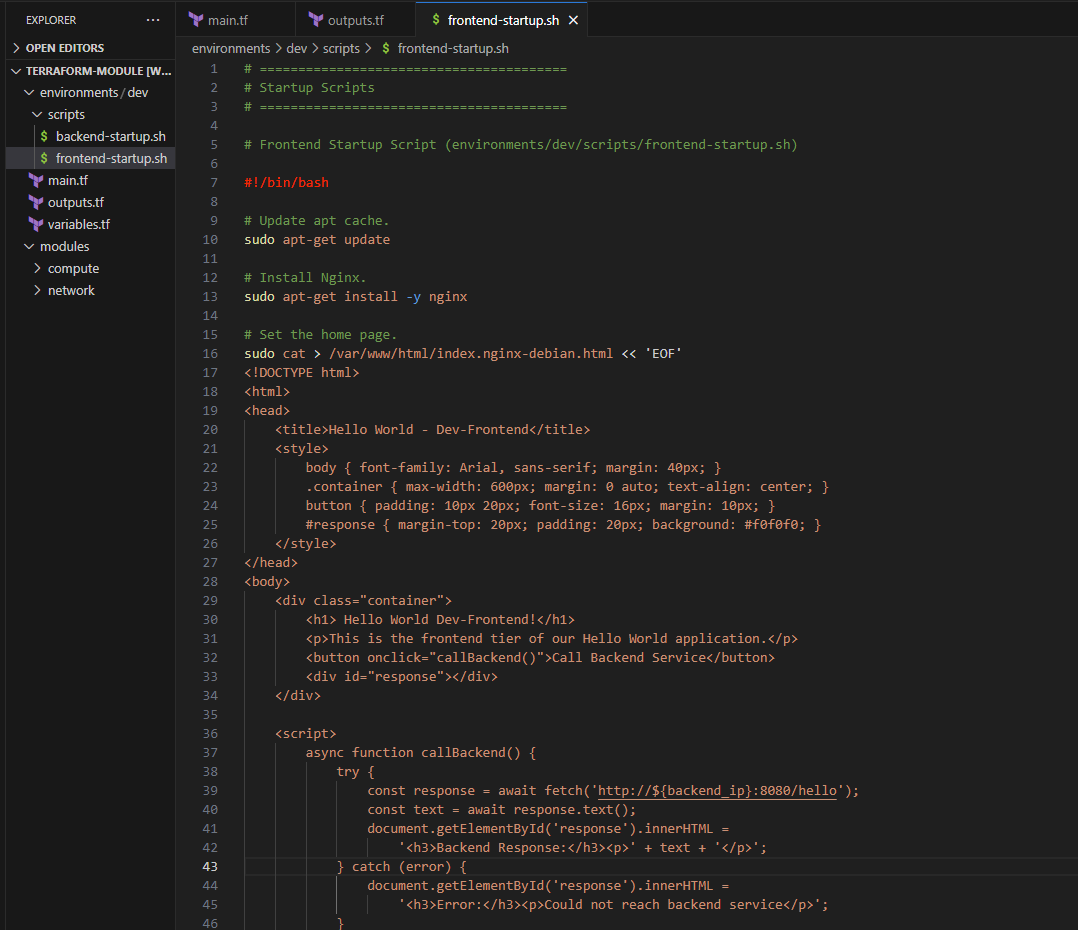 EXPLORER
···
OPEN EDITORS
TERRAFORM-MODULE [W...
environments / dev
scripts
$ backend-startup.sh
$ frontend-startup.sh
main.tf
outputs.tf
variables.tf
modules
compute
network
main.tf
outputs.tf
$ frontend-startup.sh ×
environments > dev > scripts > $ frontend-startup.sh
1 # ========================================
2 # Startup Scripts
3 # ========================================
4
5 # Frontend Startup Script (environments/dev/scripts/frontend-startup.sh)
6
7 #!/bin/bash
8
9 # Update apt cache.
10 sudo apt-get update
11
12 # Install Nginx.
13 sudo apt-get install -y nginx
14
15 # Set the home page.
16 sudo cat > /var/www/html/index.nginx-debian.html << 'EOF'
17 <!DOCTYPE html>
18 <html>
19 <head>
20     <title>Hello World - Dev-Frontend</title>
21     <style>
22         body { font-family: Arial, sans-serif; margin: 40px; }
23         .container { max-width: 600px; margin: 0 auto; text-align: center; }
24         button { padding: 10px 20px; font-size: 16px; margin: 10px; }
25         #response { margin-top: 20px; padding: 20px; background: #f0f0f0; }
26     </style>
27 </head>
28 <body>
29     <div class="container">
30         <h1> Hello World Dev-Frontend!</h1>
31         <p>This is the frontend tier of our Hello World application.</p>
32         <button onclick="callBackend()">Call Backend Service</button>
33         <div id="response"></div>
34     </div>
35
36     <script>
37         async function callBackend() {
38             try {
39                 const response = await fetch('http://${backend_ip}:8080/hello');
40                 const text = await response.text();
41                 document.getElementById('response').innerHTML =
42                     '<h3>Backend Response:</h3><p>' + text + '</p>';
43             } catch (error) {
44                 document.getElementById('response').innerHTML =
45                     '<h3>Error:</h3><p>Could not reach backend service</p>';
46             }